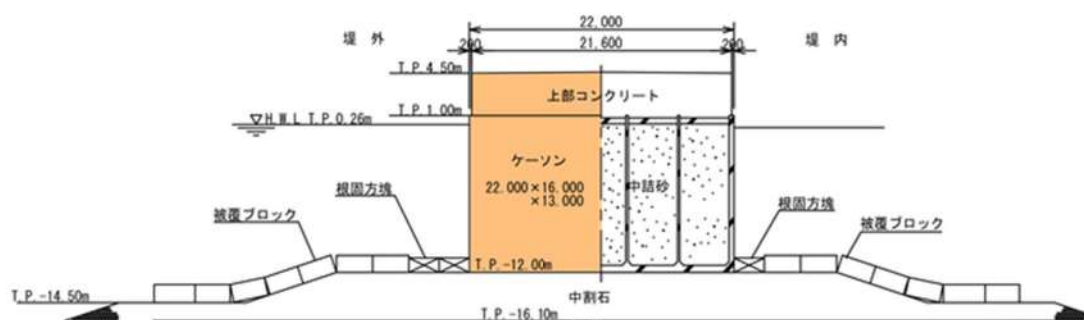 22,000
堤 外
200
21,600
200
堤 内
T.P.4.50m
上部コンクリート
T.P.1.00m
▽H.W.L T.P.0.26m
ケーソン
22.000×16.000
×13.000
中詰砂
根固方塊
被覆ブロック
根固方塊
被覆ブロック
T.P.-12.00m
T.P.-14.50m
中割石
T.P.-16.10m